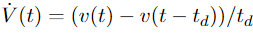 V̇(t) = (v(t) − v(t − t_d))/t_d